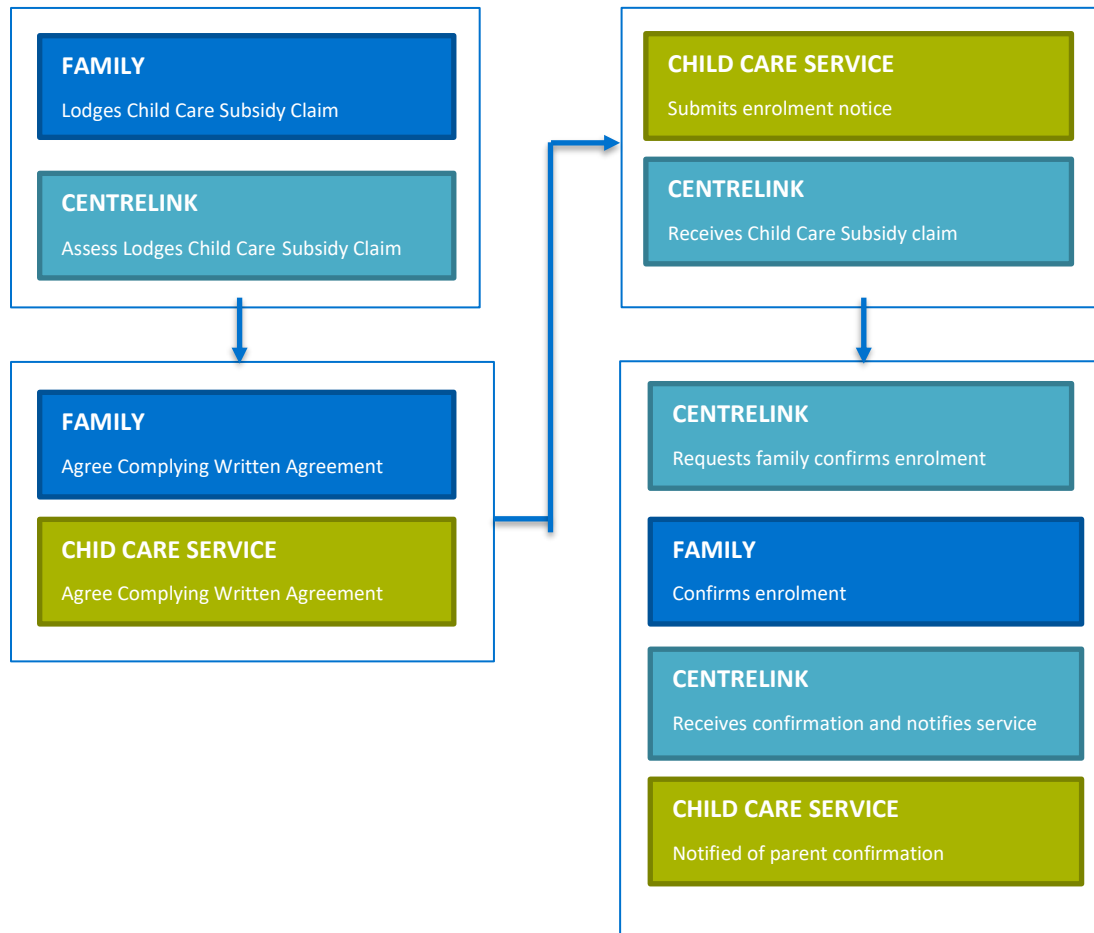 FAMILY
Lodges Child Care Subsidy Claim
CENTRELINK
Assess Lodges Child Care Subsidy Claim
FAMILY
Agree Complying Written Agreement
CHID CARE SERVICE
Agree Complying Written Agreement
CHILD CARE SERVICE
Submits enrolment notice
CENTRELINK
Receives Child Care Subsidy claim
CENTRELINK
Requests family confirms enrolment
FAMILY
Confirms enrolment
CENTRELINK
Receives confirmation and notifies service
CHILD CARE SERVICE
Notified of parent confirmation